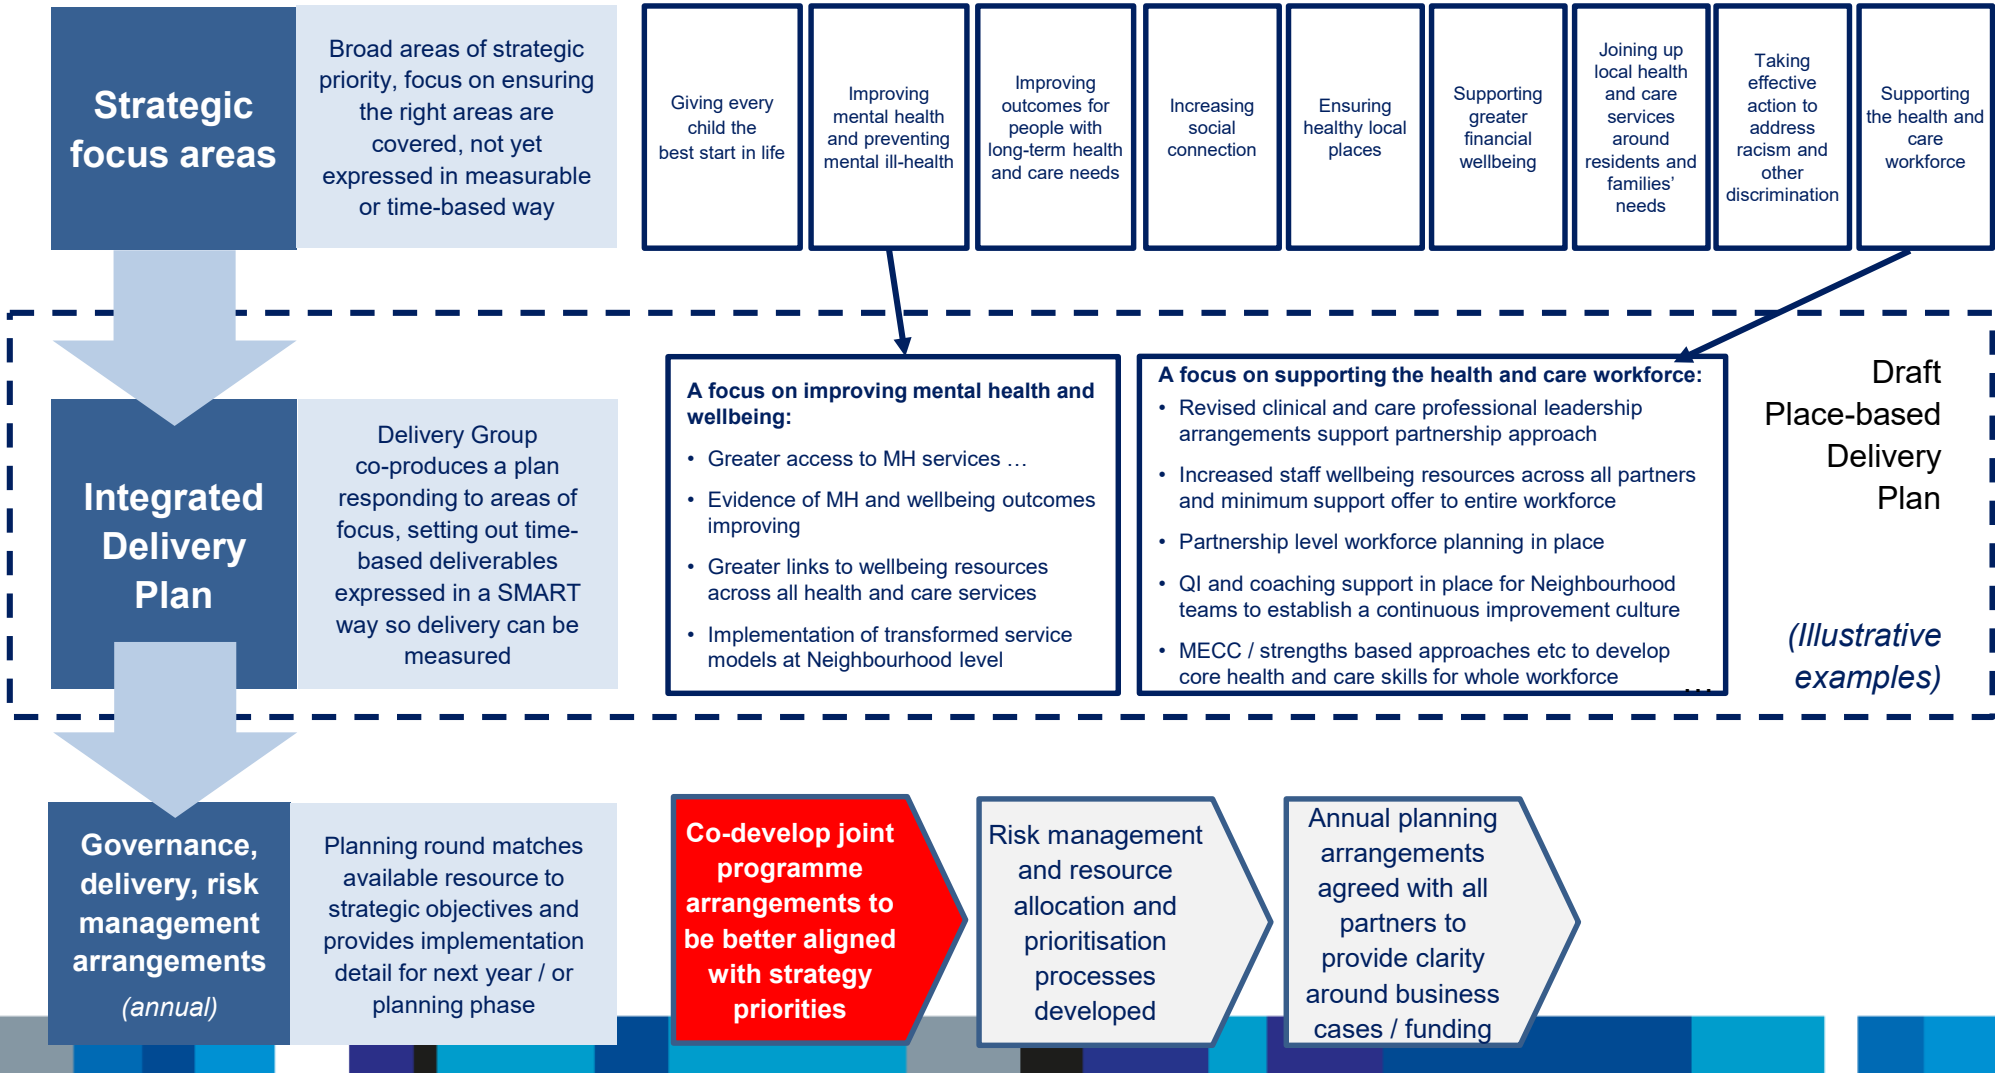 Strategic
focus areas
Broad areas of strategic
priority, focus on ensuring
the right areas are
covered, not yet
expressed in measurable
or time-based way
Giving every
child the
best start in life
Improving
mental health
and preventing
mental ill-health
Improving
outcomes for
people with
long-term health
and care needs
Increasing
social
connection
Ensuring
healthy local
places
Supporting
greater
financial
wellbeing
Joining up
local health
and care
services
around
residents and
families’
needs
Taking
effective
action to
address
racism and
other
discrimination
Supporting
the health and
care
workforce
Integrated
Delivery
Plan
Delivery Group
co-produces a plan
responding to areas of
focus, setting out time-
based deliverables
expressed in a SMART
way so delivery can be
measured
A focus on improving mental health and
wellbeing:
• Greater access to MH services …
• Evidence of MH and wellbeing outcomes
improving
• Greater links to wellbeing resources
across all health and care services
• Implementation of transformed service
models at Neighbourhood level
A focus on supporting the health and care workforce:
• Revised clinical and care professional leadership
arrangements support partnership approach
• Increased staff wellbeing resources across all partners
and minimum support offer to entire workforce
• Partnership level workforce planning in place
• QI and coaching support in place for Neighbourhood
teams to establish a continuous improvement culture
• MECC / strengths based approaches etc to develop
core health and care skills for whole workforce
…
Draft
Place-based
Delivery
Plan
(Illustrative
examples)
Governance,
delivery, risk
management
arrangements
(annual)
Planning round matches
available resource to
strategic objectives and
provides implementation
detail for next year / or
planning phase
Co-develop joint
programme
arrangements to
be better aligned
with strategy
priorities
Risk management
and resource
allocation and
prioritisation
processes
developed
Annual planning
arrangements
agreed with all
partners to
provide clarity
around business
cases / funding